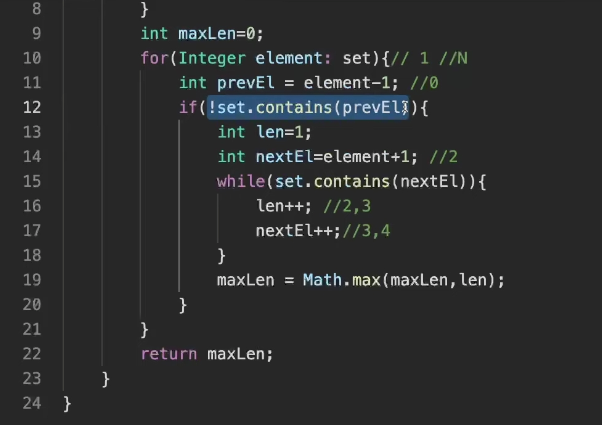 8 }
9 int maxLen=0;
10 for(Integer element: set){// 1 //N
11 int prevEl = element-1; //0
12 if(!set.contains(prevEl)){
13 int len=1;
14 int nextEl=element+1; //2
15 while(set.contains(nextEl)){
16 len++; //2,3
17 nextEl++;//3,4
18 }
19 maxLen = Math.max(maxLen,len);
20 }
21 }
22 return maxLen;
23 }
24 }